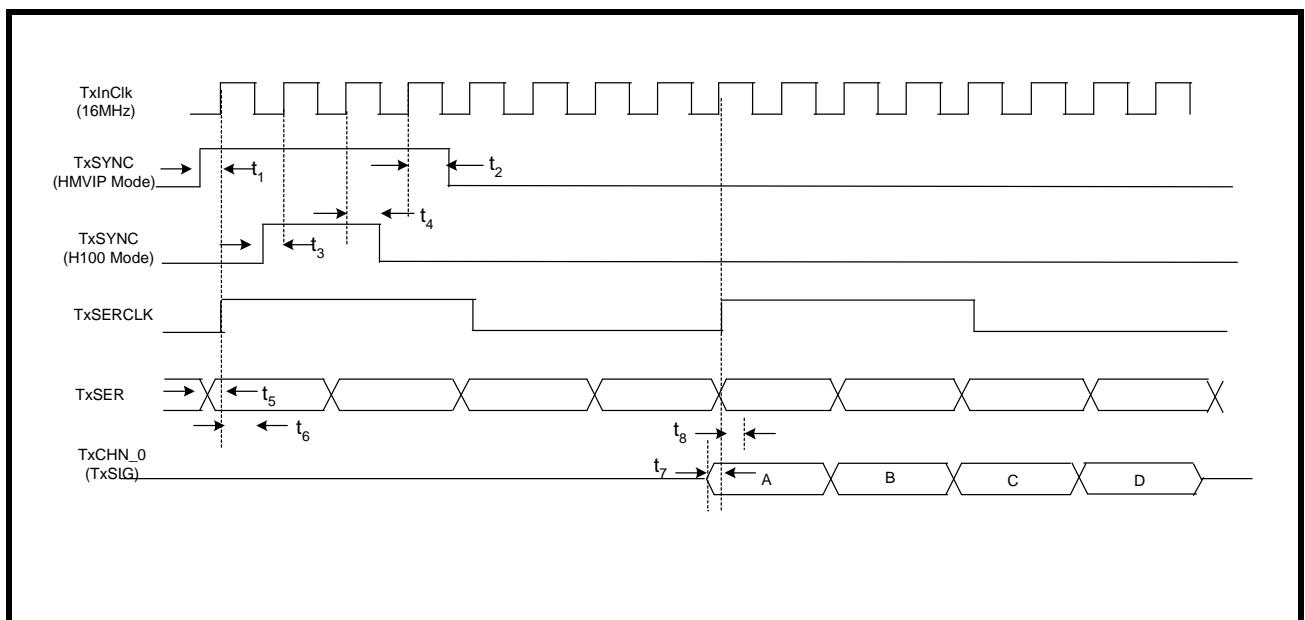 TxInClk
(16MHz)
TxSYNC
(HMVIP Mode)
t1
t2
TxSYNC
(H100 Mode)
t3
t4
TxSERCLK
TxSER
t5
t6
TxCHN_0
(TxSIG)
t7
t8
A
B
C
D